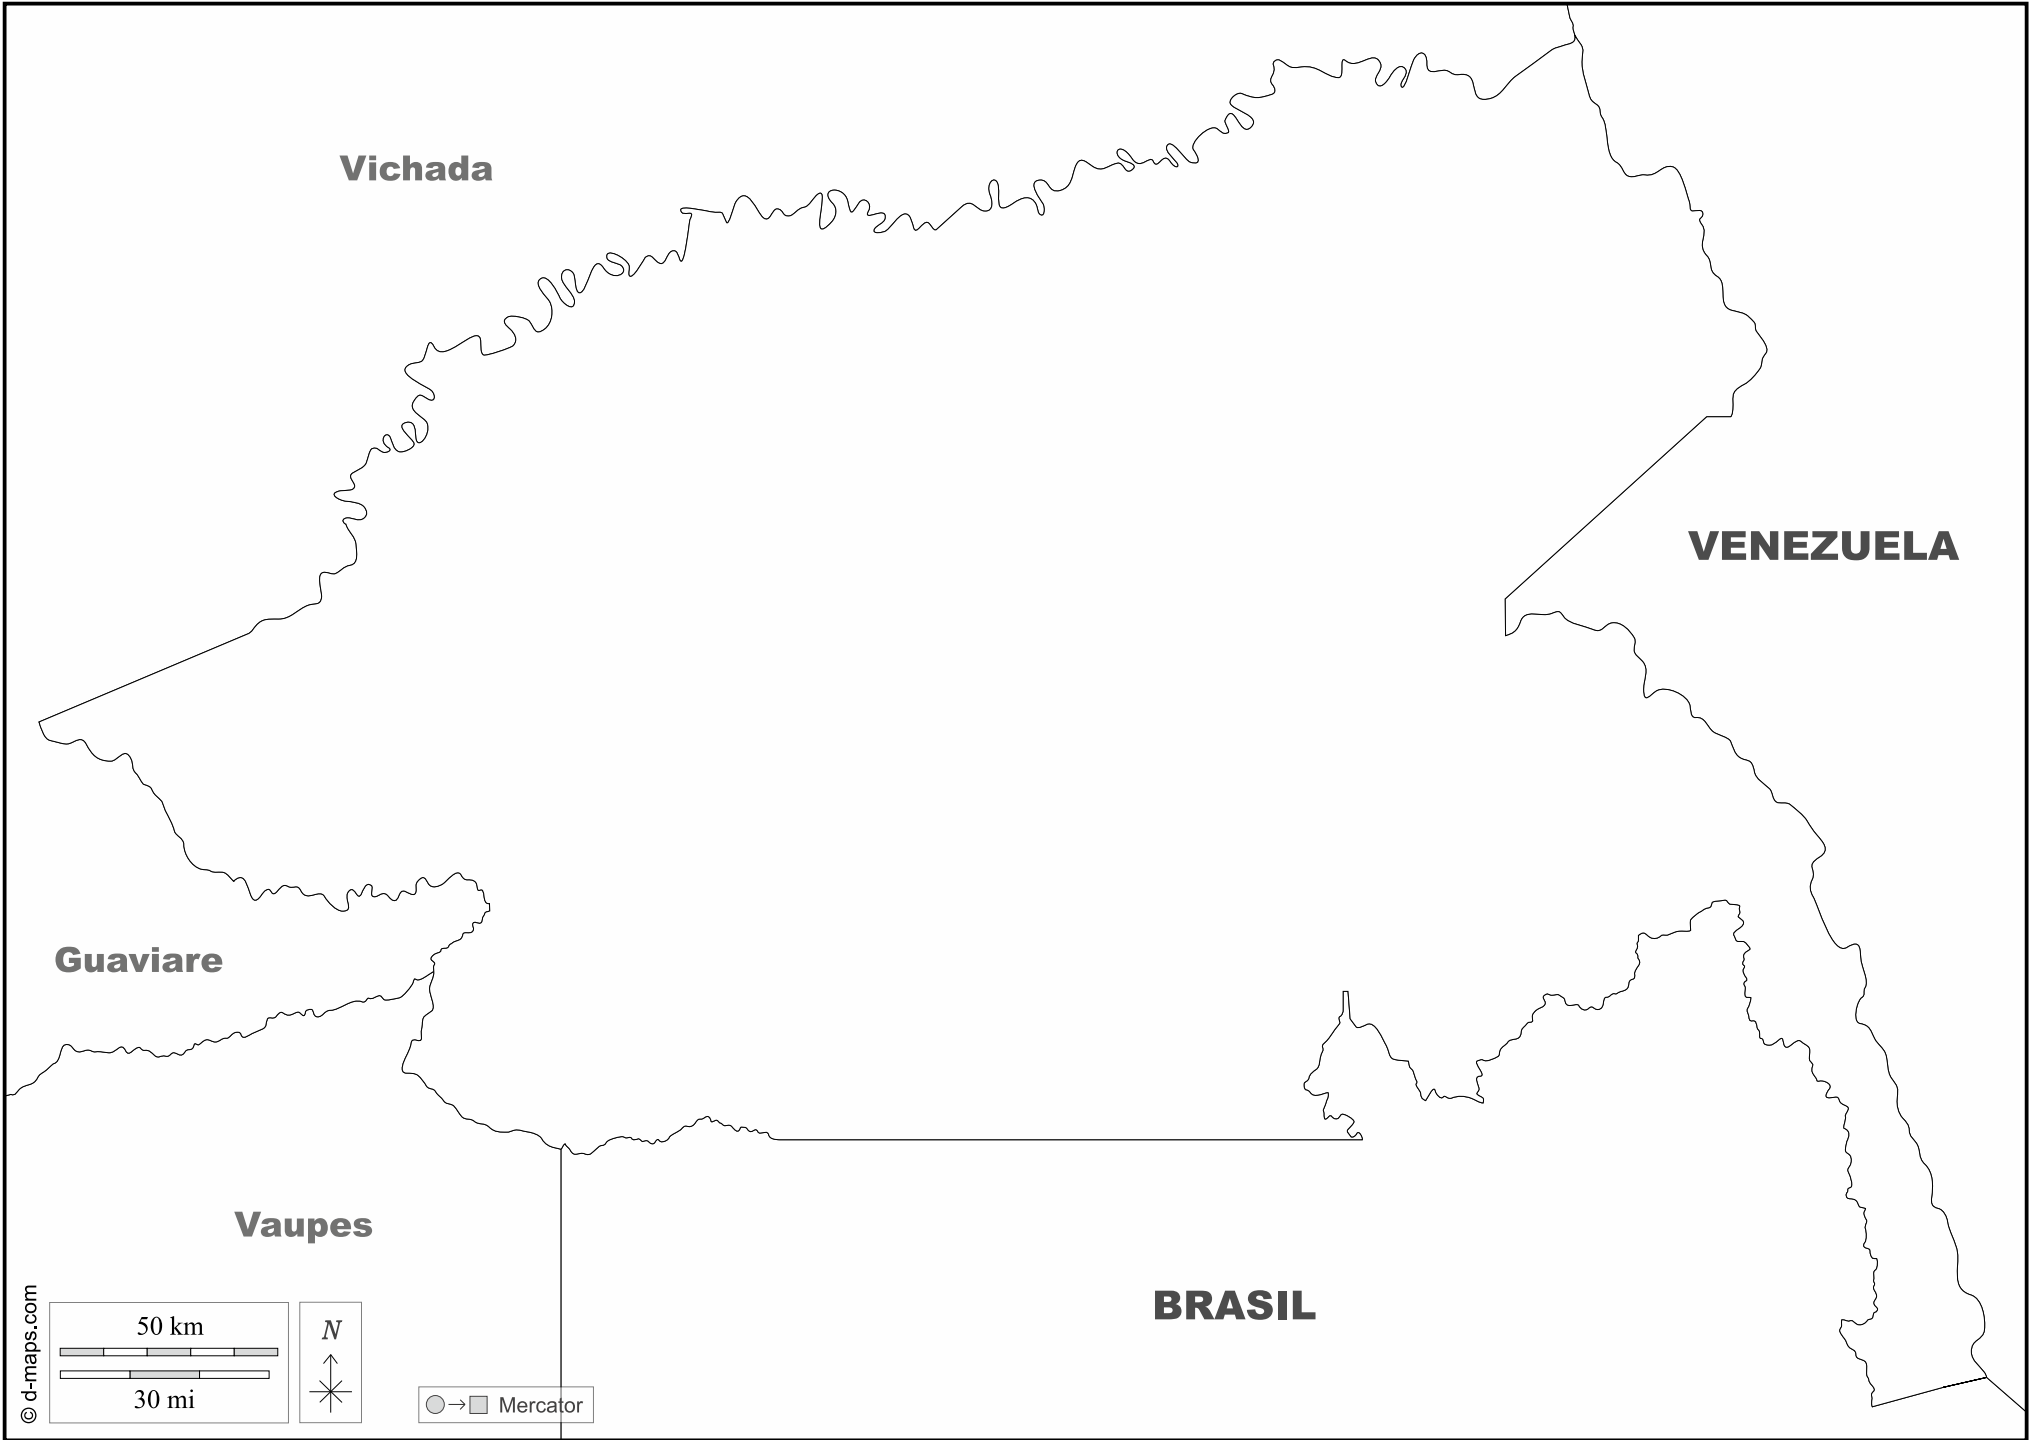 Vichada
VENEZUELA
Guaviare
Vaupes
BRASIL
50 km
30 mi
N
Mercator
© d-maps.com